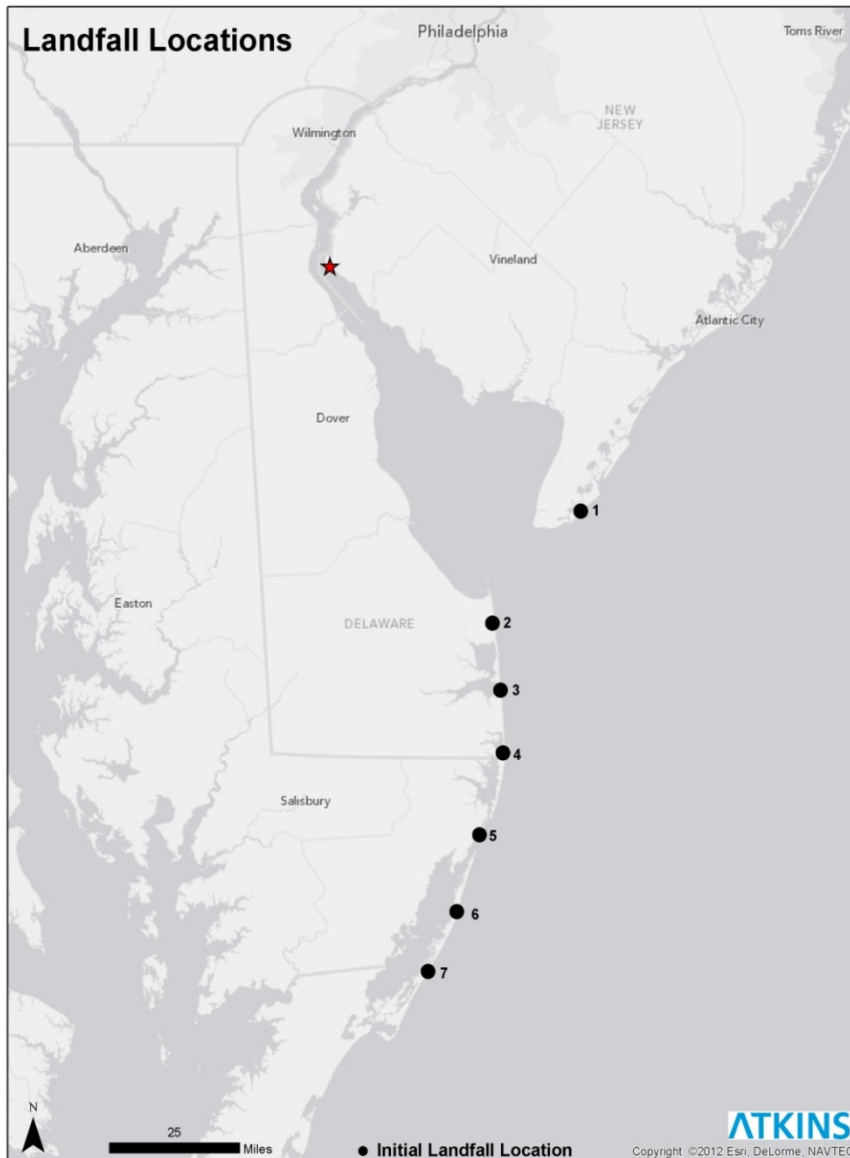 Landfall Locations
Philadelphia
Toms River
NEW
JERSEY
Wilmington
Aberdeen
Vineland
Atlantic City
Dover
1
Easton
DELAWARE
2
3
4
Salisbury
5
6
7
N
25
Miles
Initial Landfall Location
ATKINS
Copyright: ©2012 Esri, DeLorme, NAVTEQ